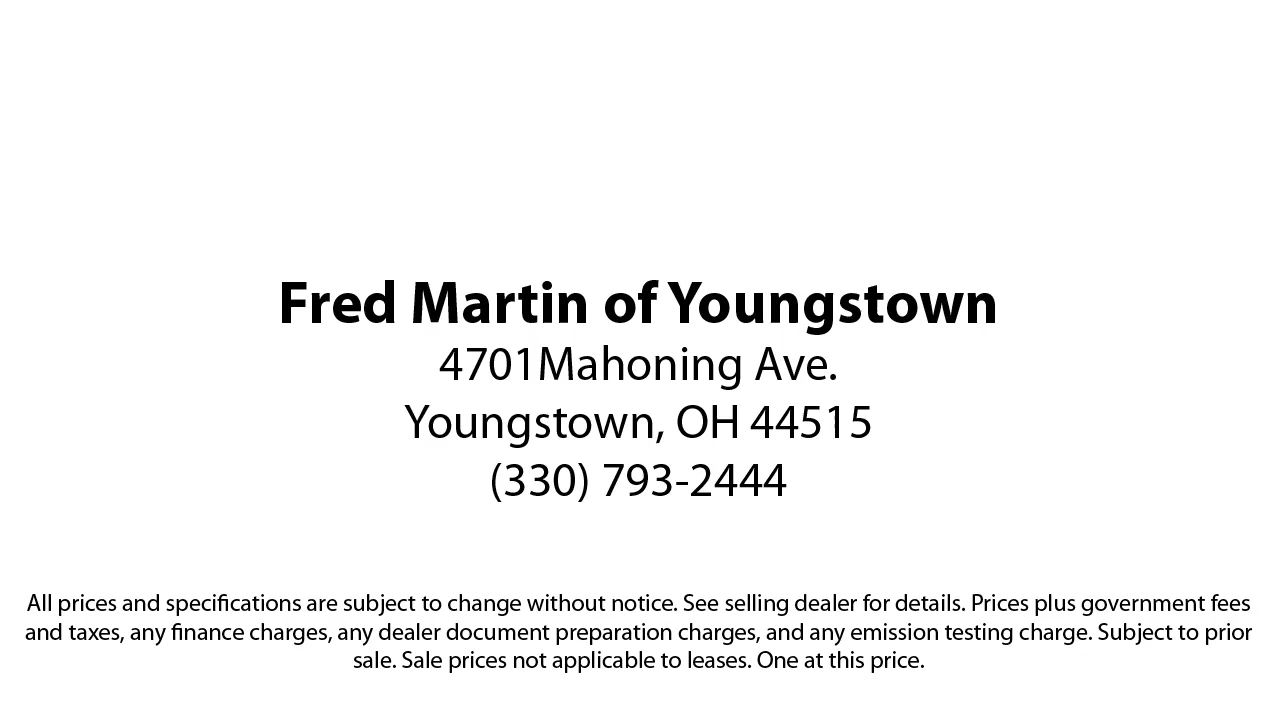 Fred Martin of Youngstown
4701Mahoning Ave.
Youngstown, OH 44515
(330) 793-2444
All prices and specifications are subject to change without notice. See selling dealer for details. Prices plus government fees
and taxes, any finance charges, any dealer document preparation charges, and any emission testing charge. Subject to prior
sale. Sale prices not applicable to leases. One at this price.